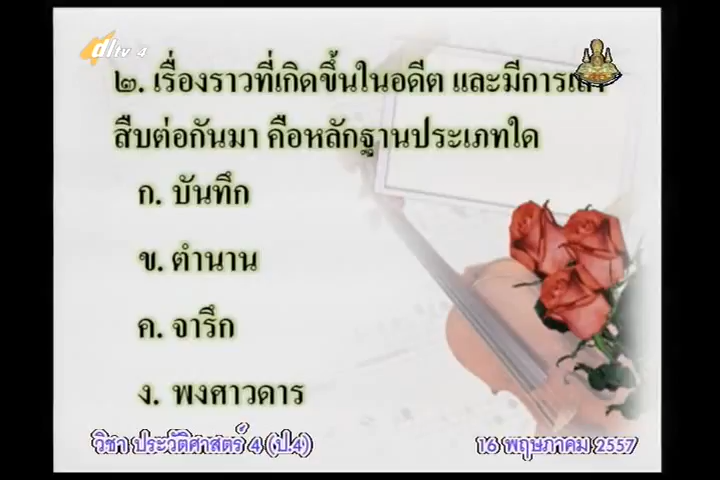 dltv 4
๒. เรื่องราวที่เกิดขึ้นในอดีต และมีการเล่า
สืบต่อกันมา คือหลักฐานประเภทใด
ก. บันทึก
ข. ตำนาน
ค. จารึก
ง. พงศาวดาร
วิชา ประวัติศาสตร์ 4 (ป.4)
16 พฤษภาคม 2557